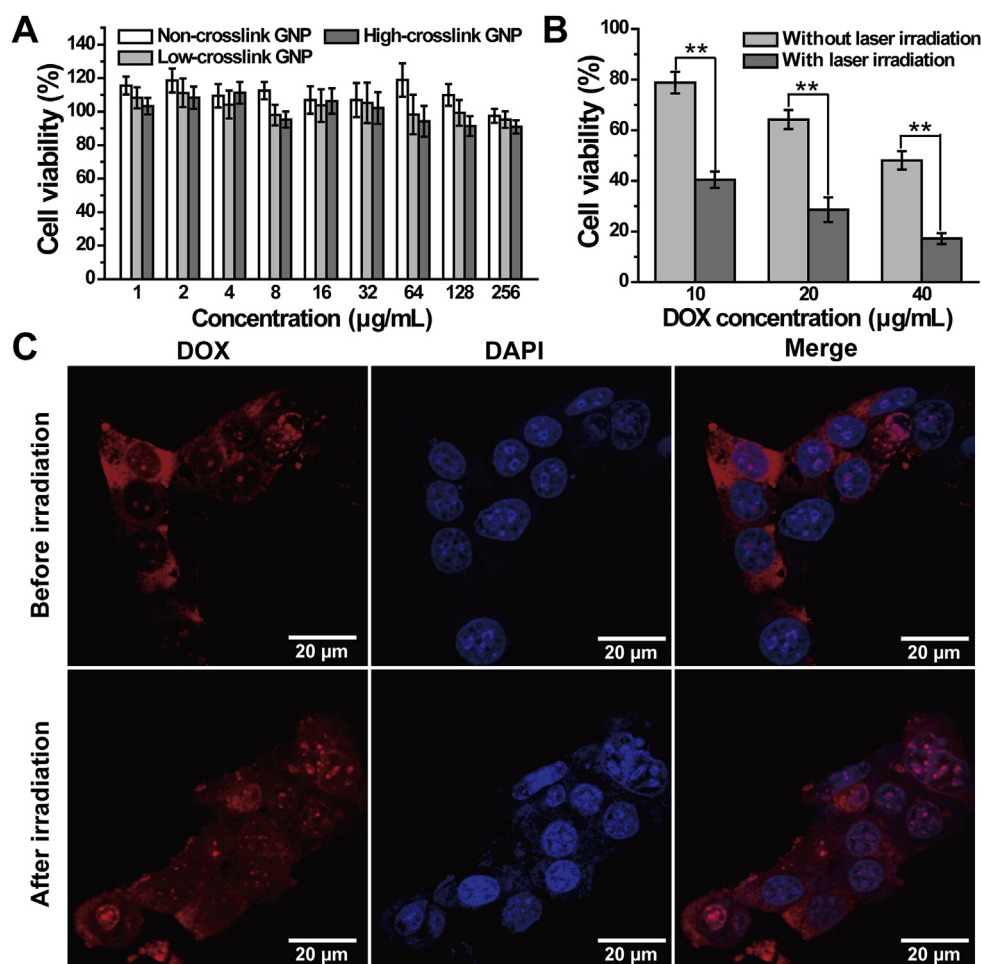 A
Non-crosslink GNP
High-crosslink GNP
Low-crosslink GNP
Cell viability (%)
140
120
100
80
60
40
20
0
1 2 4 8 16 32 64 128 256
Concentration (µg/mL)
B
Without laser irradiation
With laser irradiation
Cell viability (%)
100
80
60
40
20
0
**
**
**
10 20 40
DOX concentration (µg/mL)
C
DOX DAPI Merge
Before irradiation
20 µm 20 µm 20 µm
After irradiation
20 µm 20 µm 20 µm